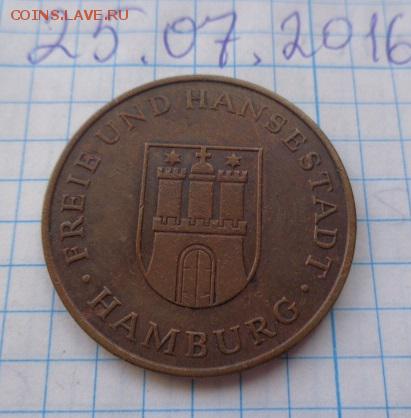 COINS.LAVE.RU
25.07.2016
FREIE UND HANSESTADT
· HAMBURG ·